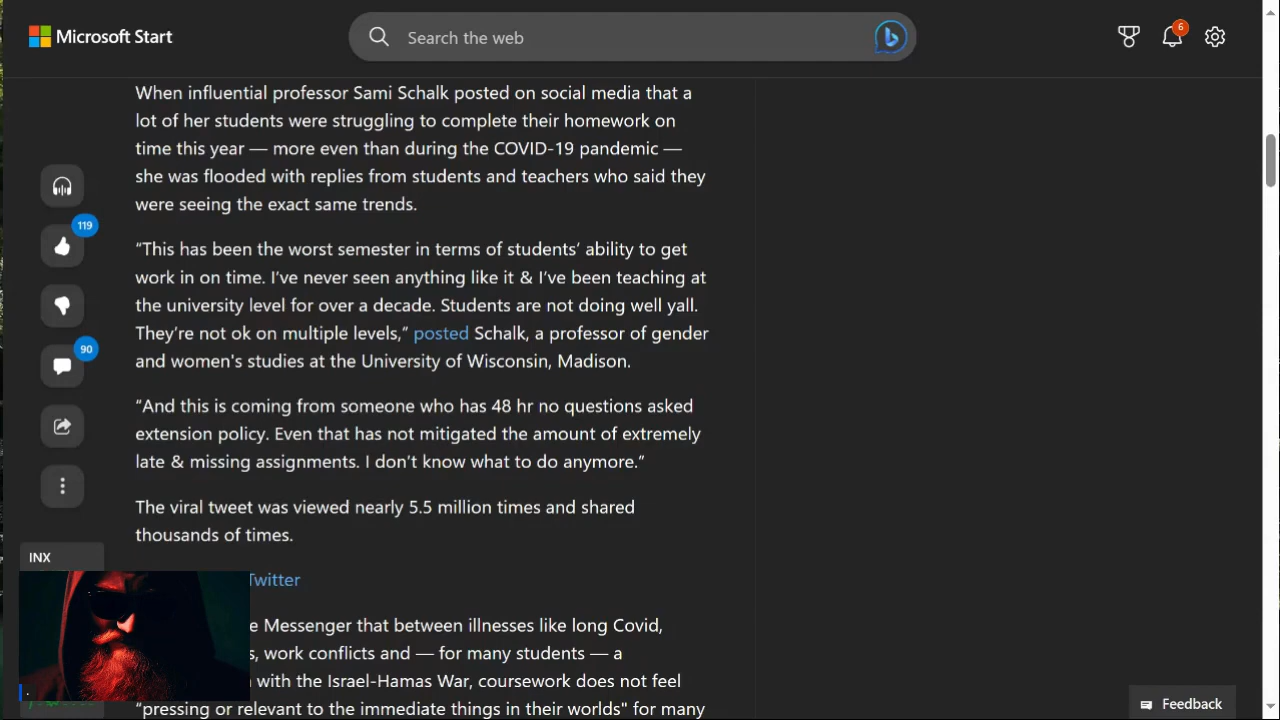 Microsoft Start
Search the web
6
When influential professor Sami Schalk posted on social media that a
lot of her students were struggling to complete their homework on
time this year — more even than during the COVID-19 pandemic —
she was flooded with replies from students and teachers who said they
were seeing the exact same trends.
119
“This has been the worst semester in terms of students’ ability to get
work in on time. I’ve never seen anything like it & I’ve been teaching at
the university level for over a decade. Students are not doing well yall.
They’re not ok on multiple levels,” posted Schalk, a professor of gender
and women's studies at the University of Wisconsin, Madison.
90
“And this is coming from someone who has 48 hr no questions asked
extension policy. Even that has not mitigated the amount of extremely
late & missing assignments. I don’t know what to do anymore.”
The viral tweet was viewed nearly 5.5 million times and shared
thousands of times.
INX
Twitter
e Messenger that between illnesses like long Covid,
s, work conflicts and — for many students — a
with the Israel-Hamas War, coursework does not feel
“pressing or relevant to the immediate things in their worlds" for many
Feedback